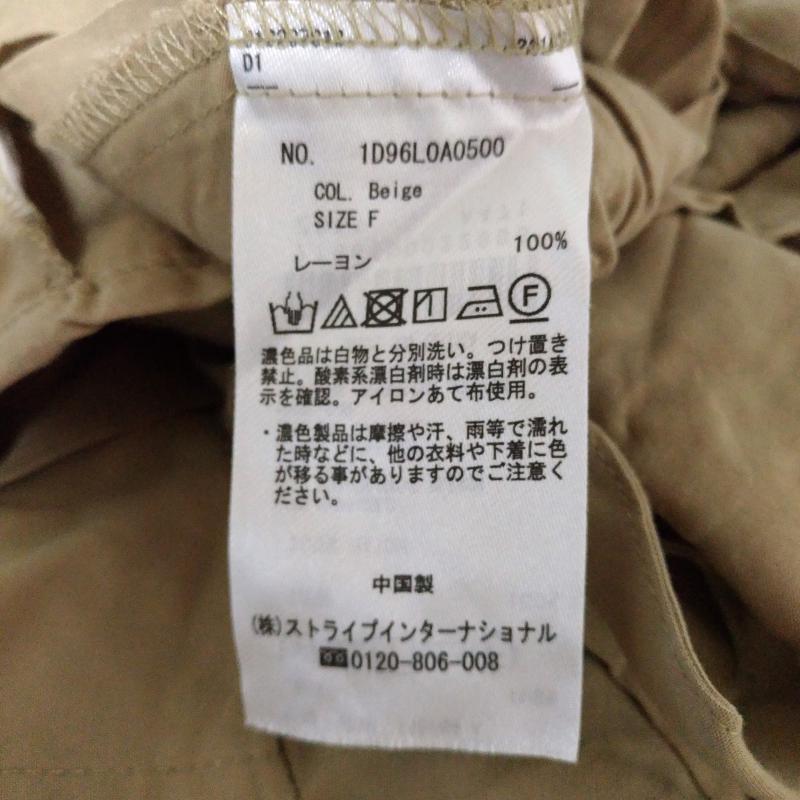 D1
NO. 1D96L0A0500
COL. Beige
SIZE F
レーヨン 100%
F
濃色品は白物と分別洗い。つけ置き
禁止。酸素系漂白剤時は漂白剤の表
示を確認。アイロンあて布使用。
・濃色製品は摩擦や汗、雨等で濡れ
た時などに、他の衣料や下着に色
が移る事がありますのでご注意く
ださい。
中国製
(株)ストライプインターナショナル
0120-806-008